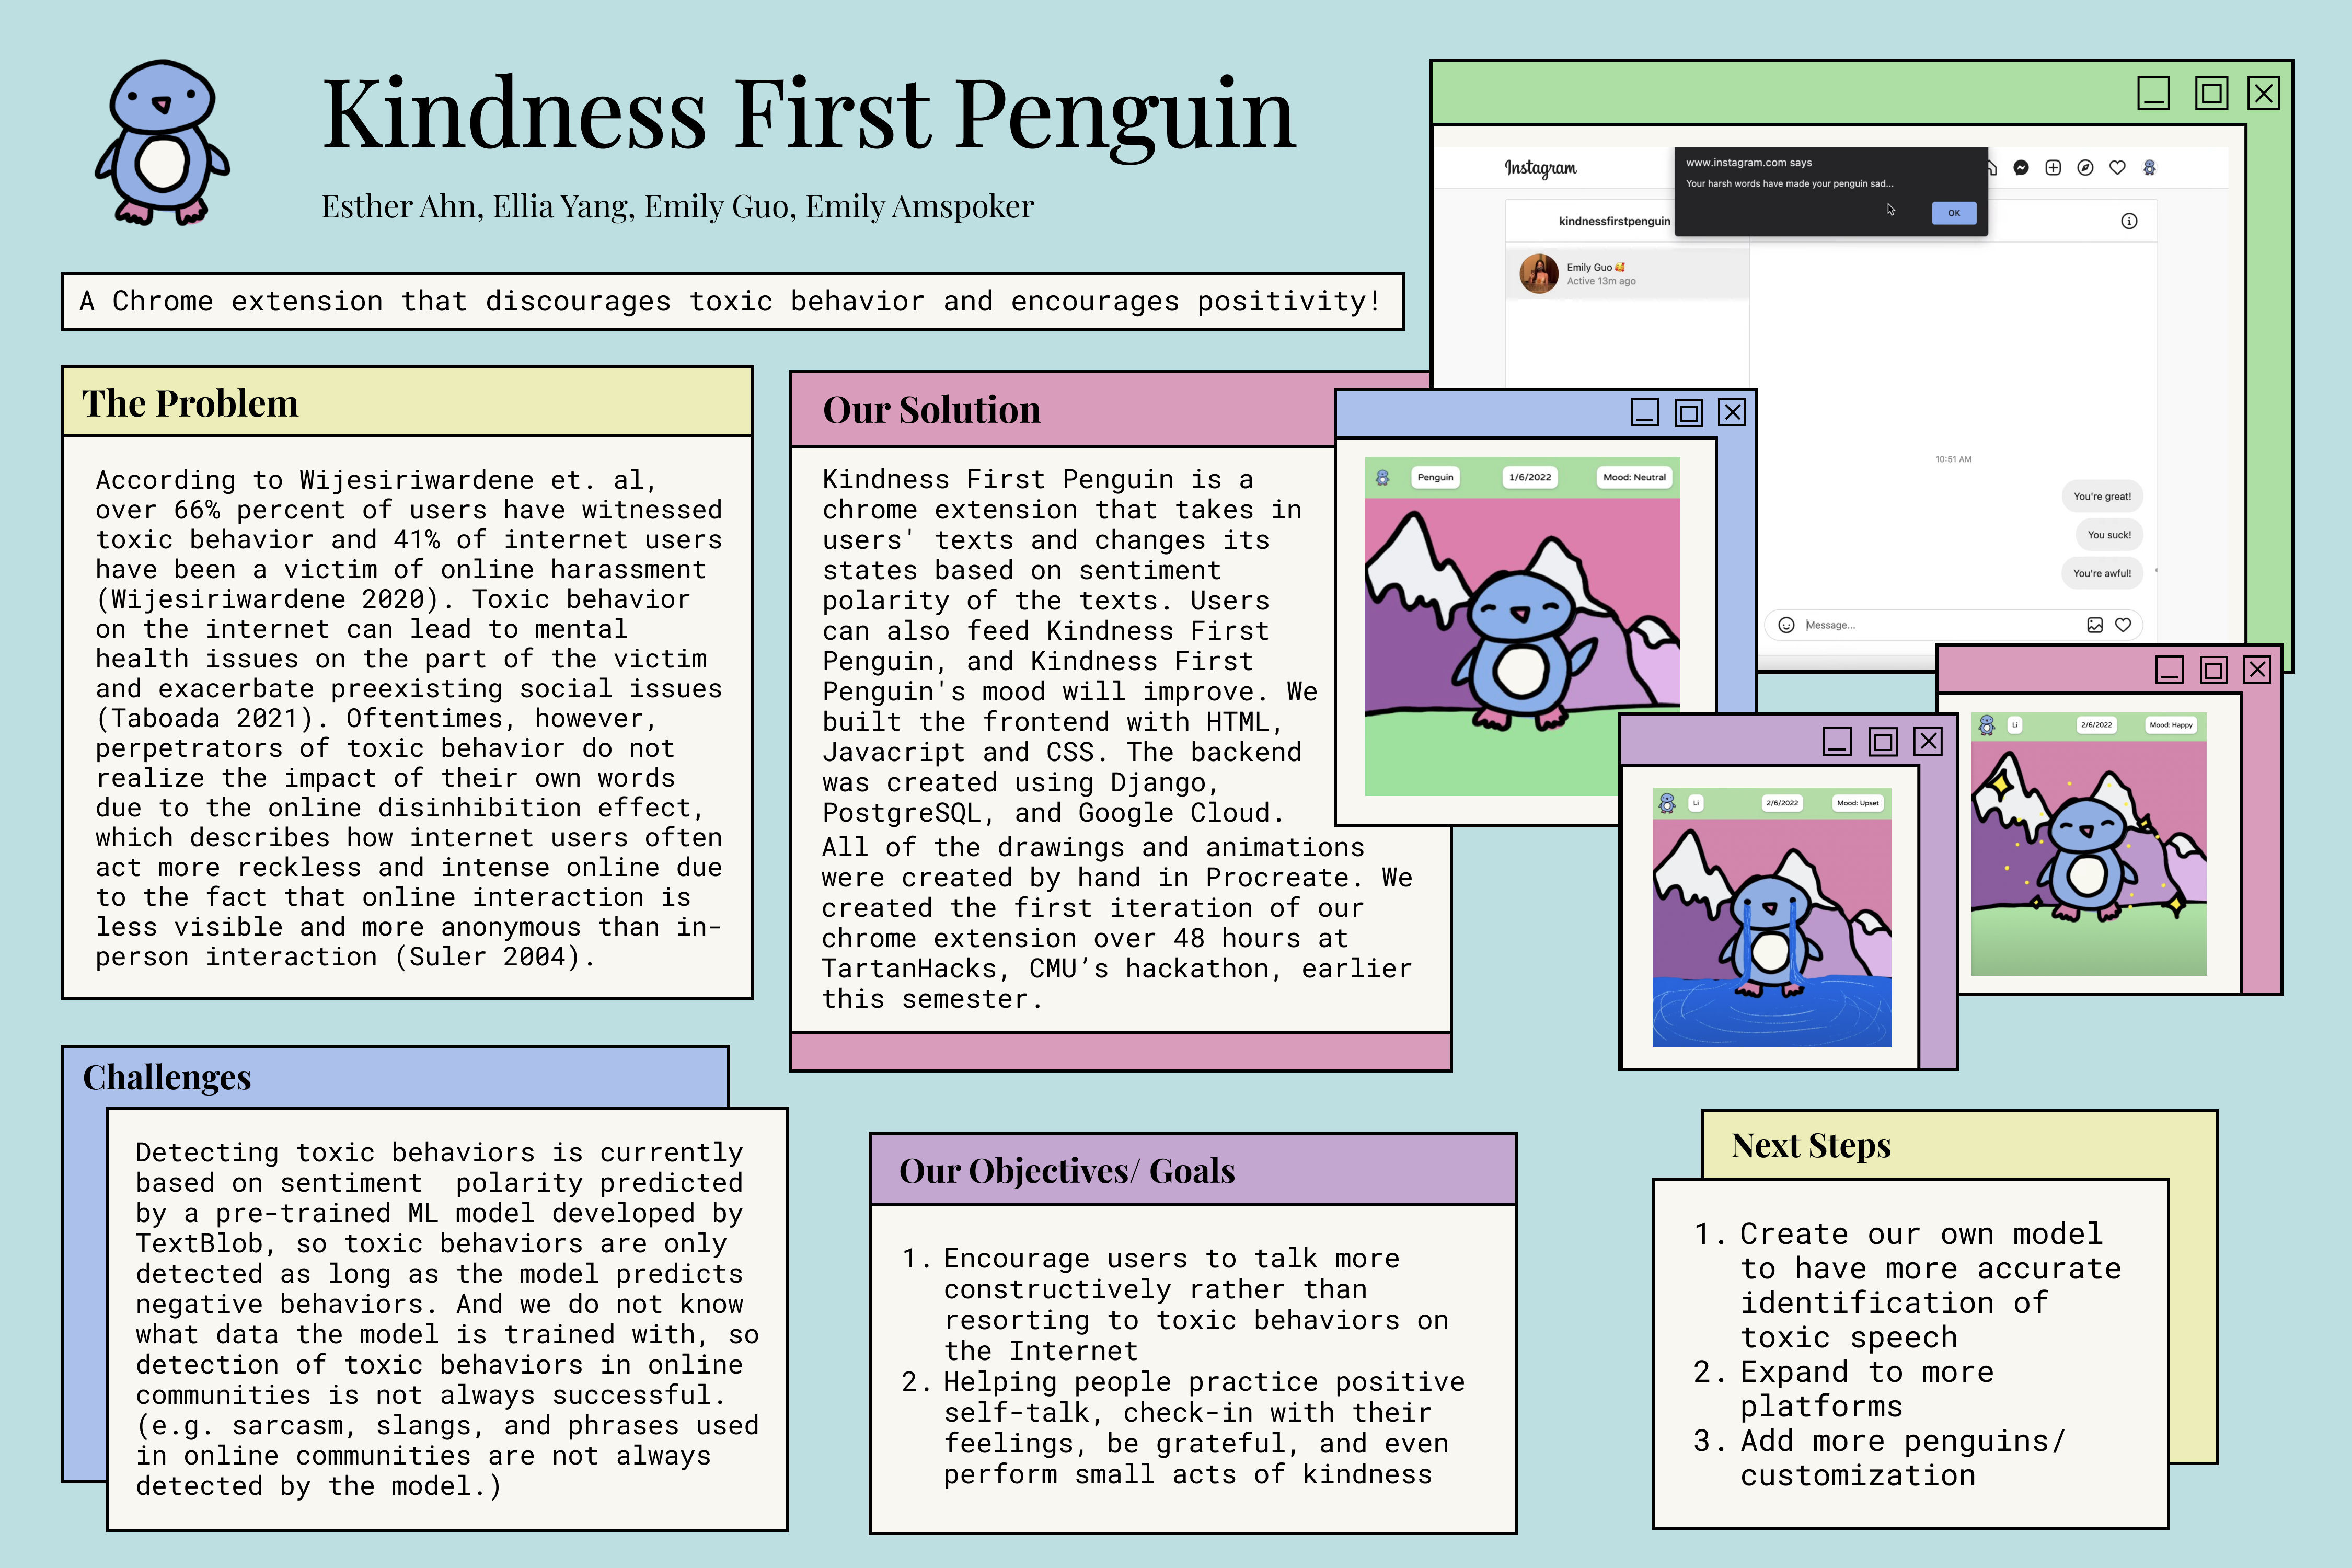 Kindness First Penguin
Esther Ahn, Ellia Yang, Emily Guo, Emily Amspoker
A Chrome extension that discourages toxic behavior and encourages positivity!
The Problem
According to Wijesiriwardene et. al,
over 66% percent of users have witnessed
toxic behavior and 41% of internet users
have been a victim of online harassment
(Wijesiriwardene 2020). Toxic behavior
on the internet can lead to mental
health issues on the part of the victim
and exacerbate preexisting social issues
(Taboada 2021). Oftentimes, however,
perpetrators of toxic behavior do not
realize the impact of their own words
due to the online disinhibition effect,
which describes how internet users often
act more reckless and intense online due
to the fact that online interaction is
less visible and more anonymous than in-
person interaction (Suler 2004).
Our Solution
Kindness First Penguin is a
chrome extension that takes in
users' texts and changes its
states based on sentiment
polarity of the texts. Users
can also feed Kindness First
Penguin, and Kindness First
Penguin's mood will improve. We
built the frontend with HTML,
Javacript and CSS. The backend
was created using Django,
PostgreSQL, and Google Cloud.
All of the drawings and animations
were created by hand in Procreate. We
created the first iteration of our
chrome extension over 48 hours at
TartanHacks, CMU’s hackathon, earlier
this semester.
Instagram
www.instagram.com says
Your harsh words have made your penguin sad...
OK
kindnessfirstpenguin
Emily Guo 🥰
Active 13m ago
10:51 AM
You're great!
You suck!
You're awful!
Message...
Penguin 1/6/2022 Mood: Neutral
Li 2/6/2022 Mood: Upset
Li 2/6/2022 Mood: Happy
Challenges
Detecting toxic behaviors is currently
based on sentiment  polarity predicted
by a pre-trained ML model developed by
TextBlob, so toxic behaviors are only
detected as long as the model predicts
negative behaviors. And we do not know
what data the model is trained with, so
detection of toxic behaviors in online
communities is not always successful.
(e.g. sarcasm, slangs, and phrases used
in online communities are not always
detected by the model.)
Our Objectives/ Goals
1. Encourage users to talk more
constructively rather than
resorting to toxic behaviors on
the Internet
2. Helping people practice positive
self-talk, check-in with their
feelings, be grateful, and even
perform small acts of kindness
Next Steps
1. Create our own model
to have more accurate
identification of
toxic speech
2. Expand to more
platforms
3. Add more penguins/
customization